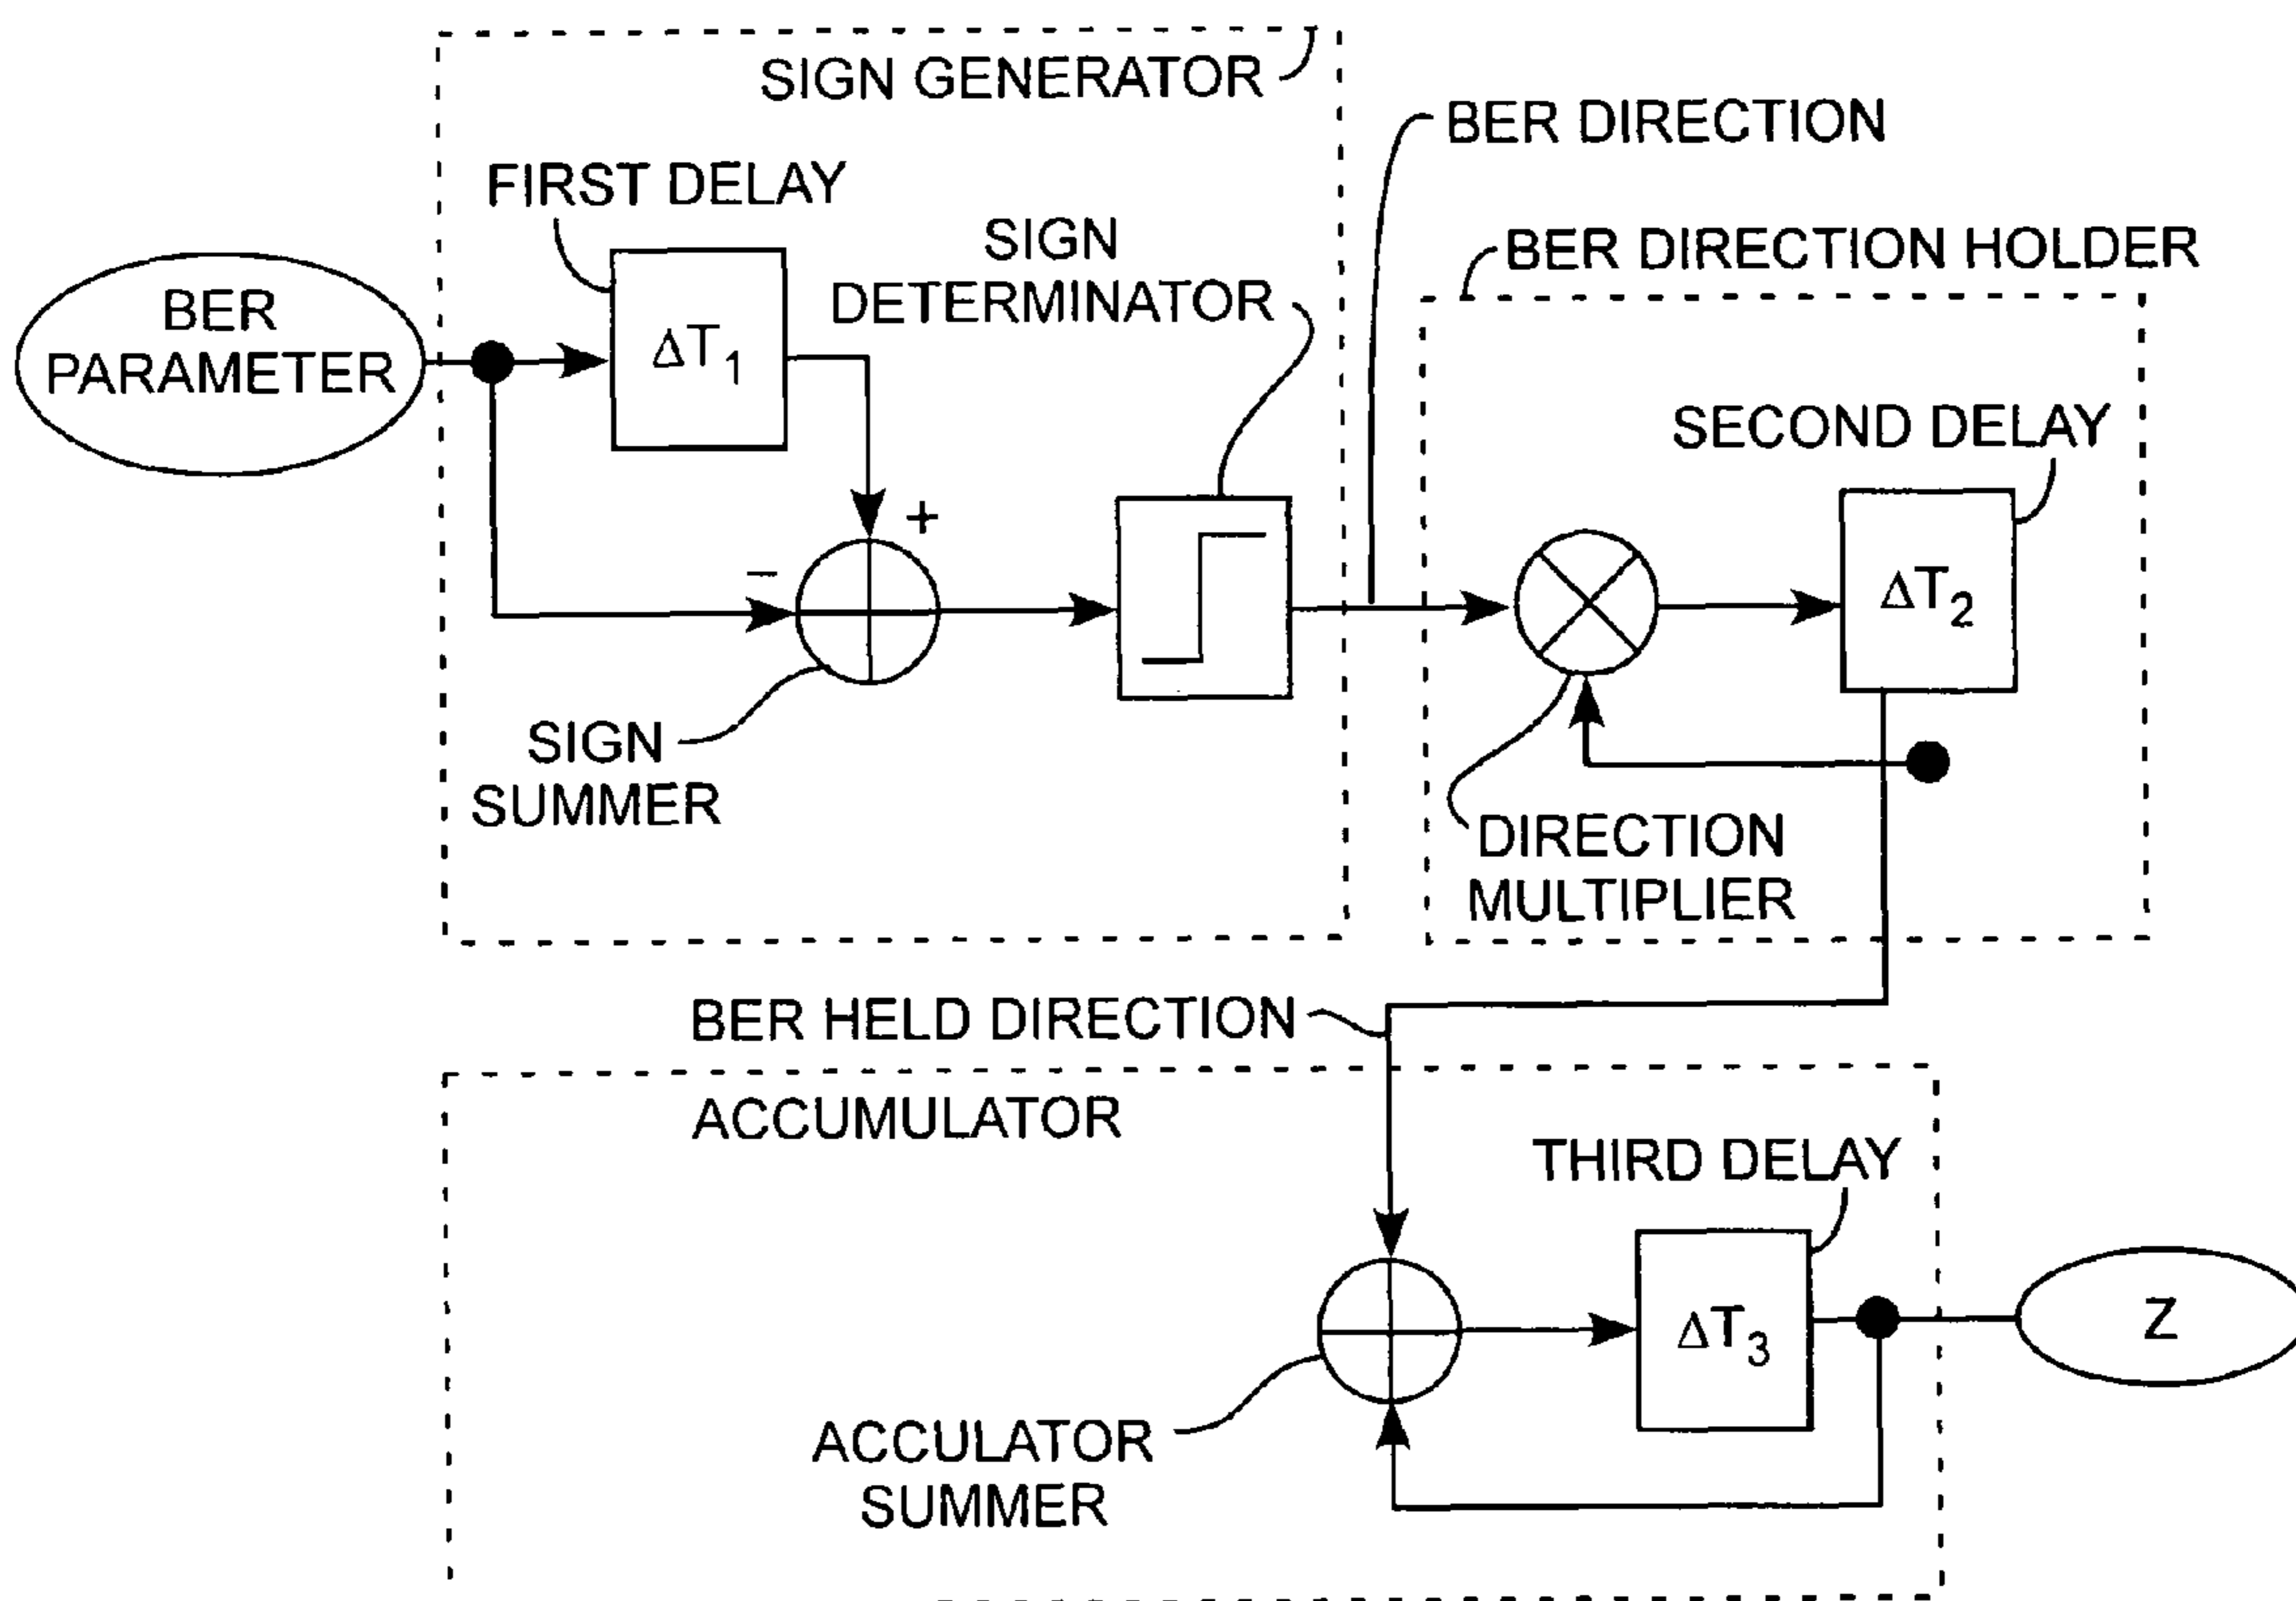 SIGN GENERATOR
BER DIRECTION
FIRST DELAY
SIGN
DETERMINATOR
BER DIRECTION HOLDER
BER
PARAMETER
ΔT1
+
−
SECOND DELAY
ΔT2
SIGN
SUMMER
DIRECTION
MULTIPLIER
BER HELD DIRECTION
ACCUMULATOR
THIRD DELAY
ΔT3
Z
ACCULATOR
SUMMER